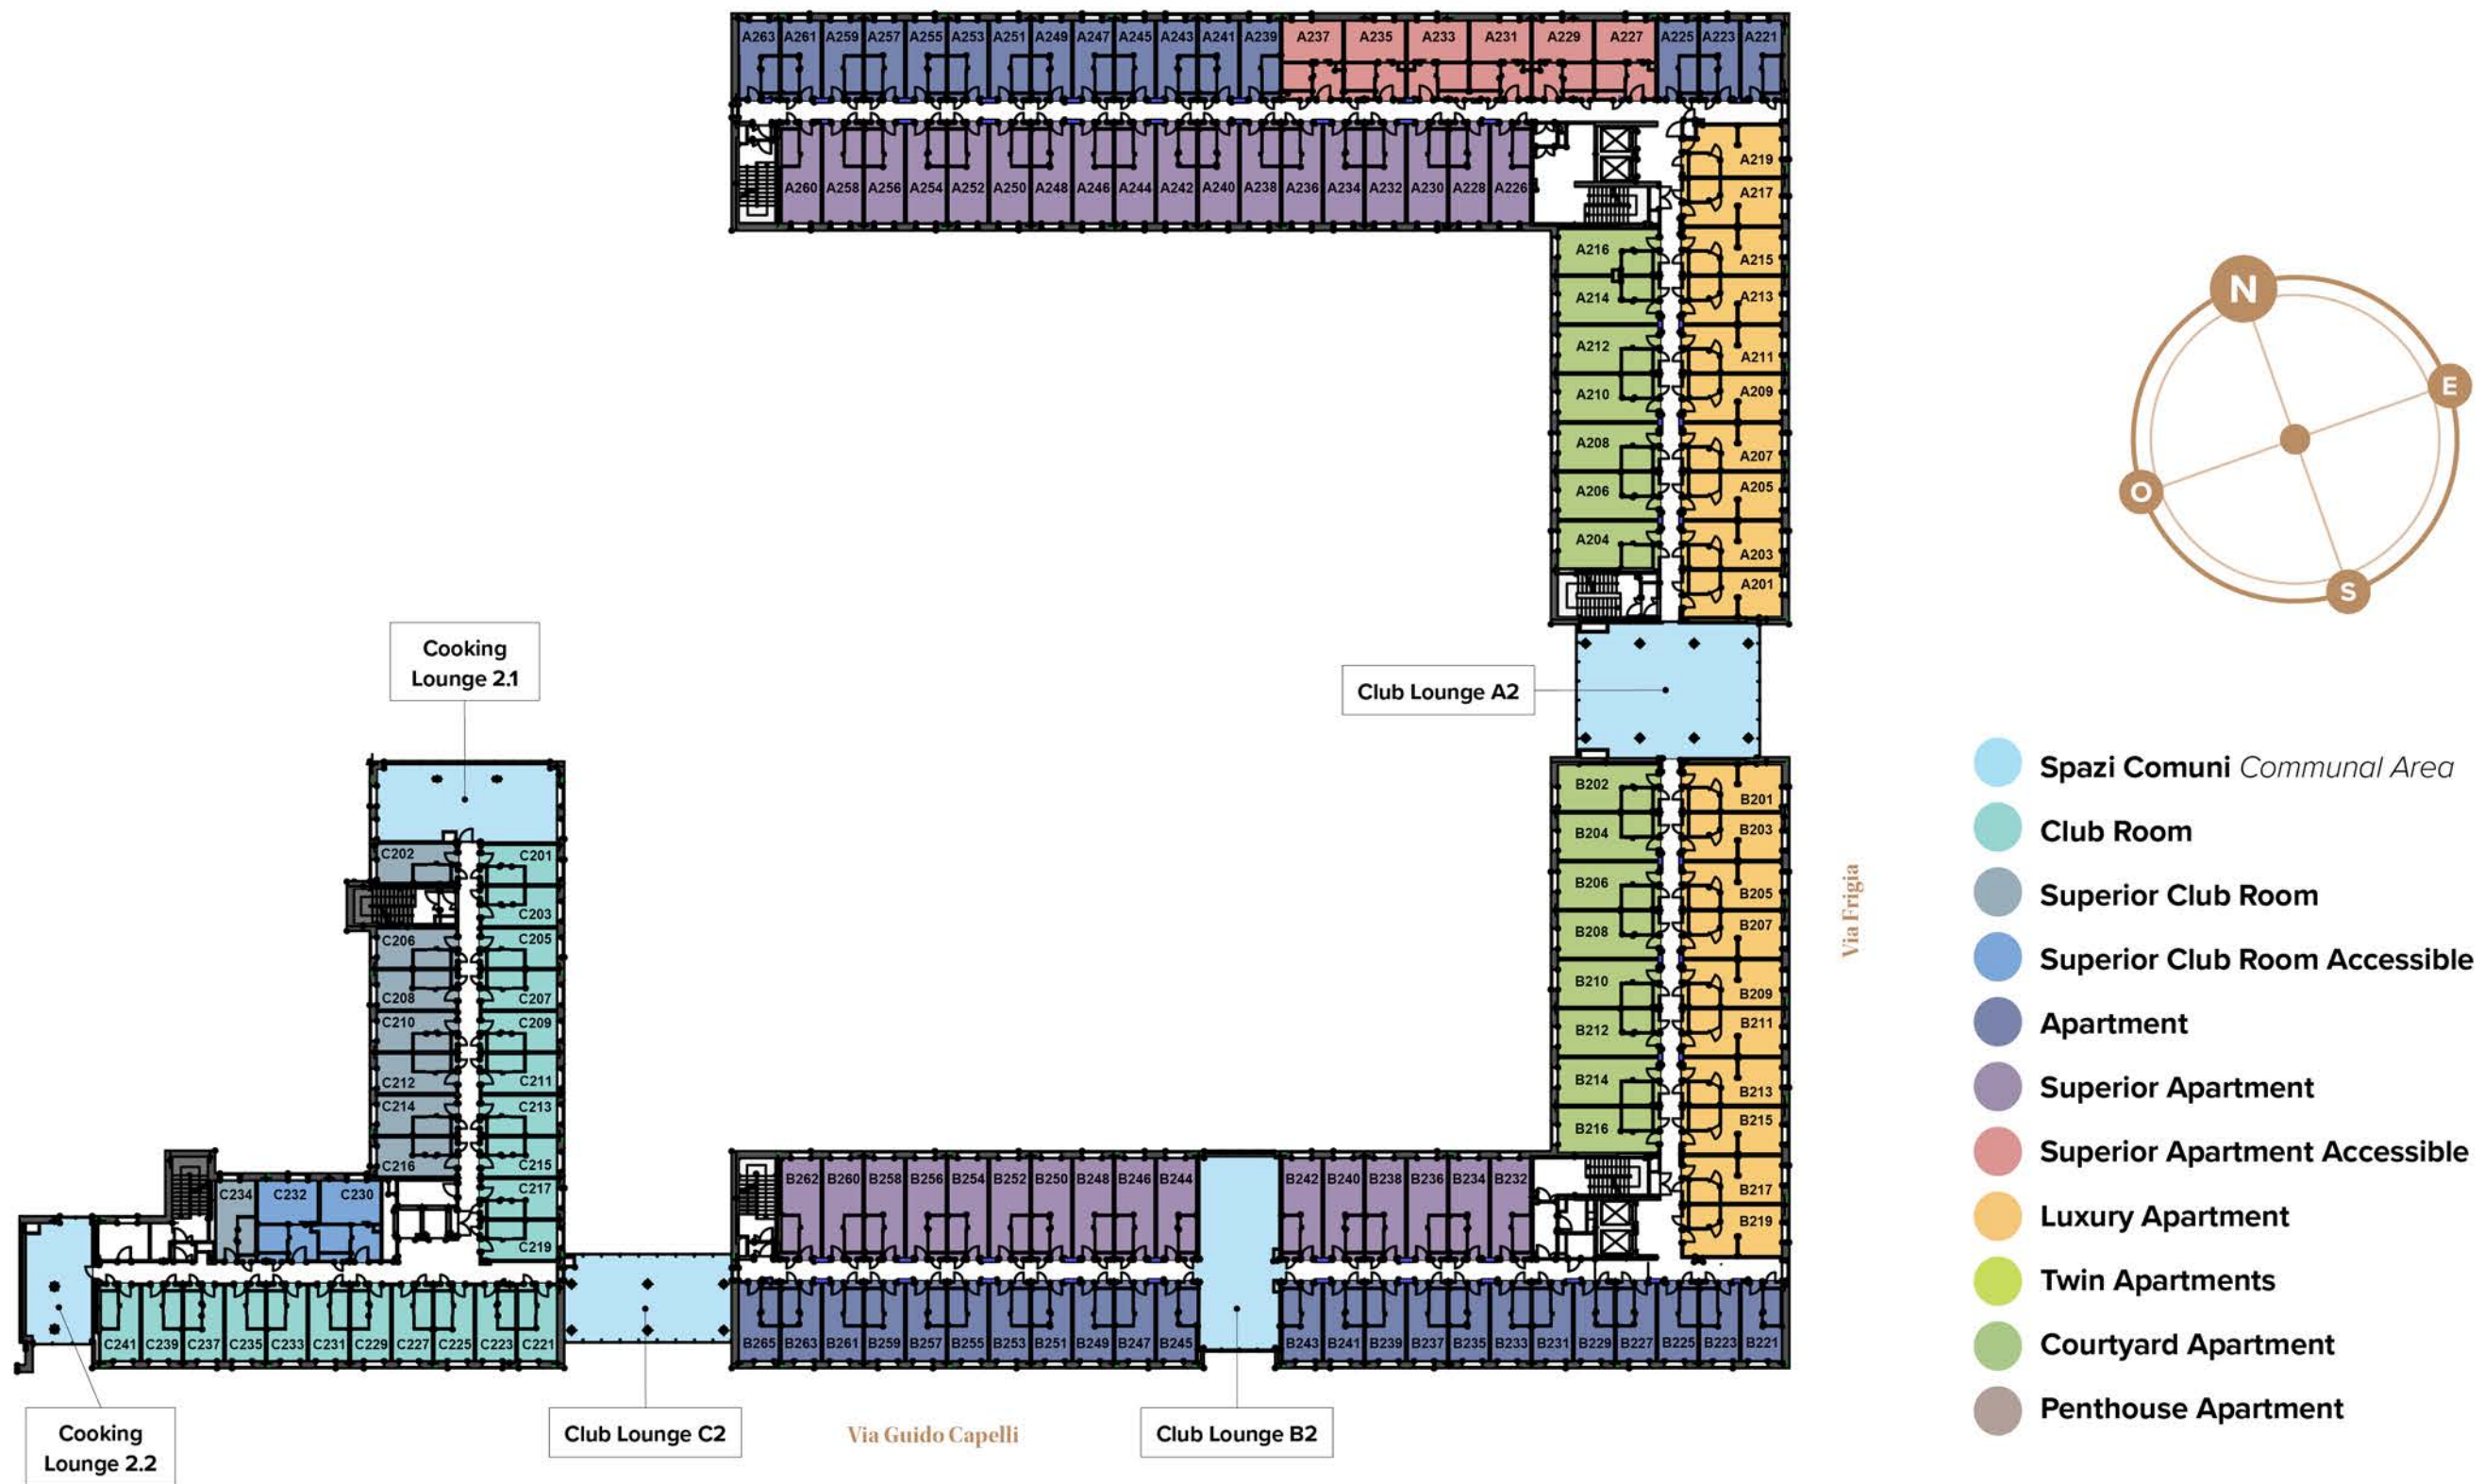 A263 A261 A259 A257 A255 A253 A251 A249 A247 A245 A243 A241 A239 A237 A235 A233 A231 A229 A227 A225 A223 A221
A260 A258 A256 A254 A252 A250 A248 A246 A244 A242 A240 A238 A236 A234 A232 A230 A228 A226
A219
A217
A216
A215
A214
A213
A212
A211
A210
A209
A208
A207
A206
A205
A204
A203
A201
N
E
O
S
Cooking
Lounge 2.1
Club Lounge A2
B202
B201
B204
B203
B206
B205
B208
B207
B210
B209
B212
B211
B214
B213
B216
B215
B217
B219
Via Frigia
C202
C201
C203
C206
C205
C208
C207
C210
C209
C212
C211
C214
C213
C216
C215
C217
C219
C234 C232 C230
B262 B260 B258 B256 B254 B252 B250 B248 B246 B244 B242 B240 B238 B236 B234 B232
C241 C239 C237 C235 C233 C231 C229 C227 C225 C223 C221
B265 B263 B261 B259 B257 B255 B253 B251 B249 B247 B245 B243 B241 B239 B237 B235 B233 B231 B229 B227 B225 B223 B221
Cooking
Lounge 2.2
Club Lounge C2
Via Guido Capelli
Club Lounge B2
Spazi Comuni Communal Area
Club Room
Superior Club Room
Superior Club Room Accessible
Apartment
Superior Apartment
Superior Apartment Accessible
Luxury Apartment
Twin Apartments
Courtyard Apartment
Penthouse Apartment